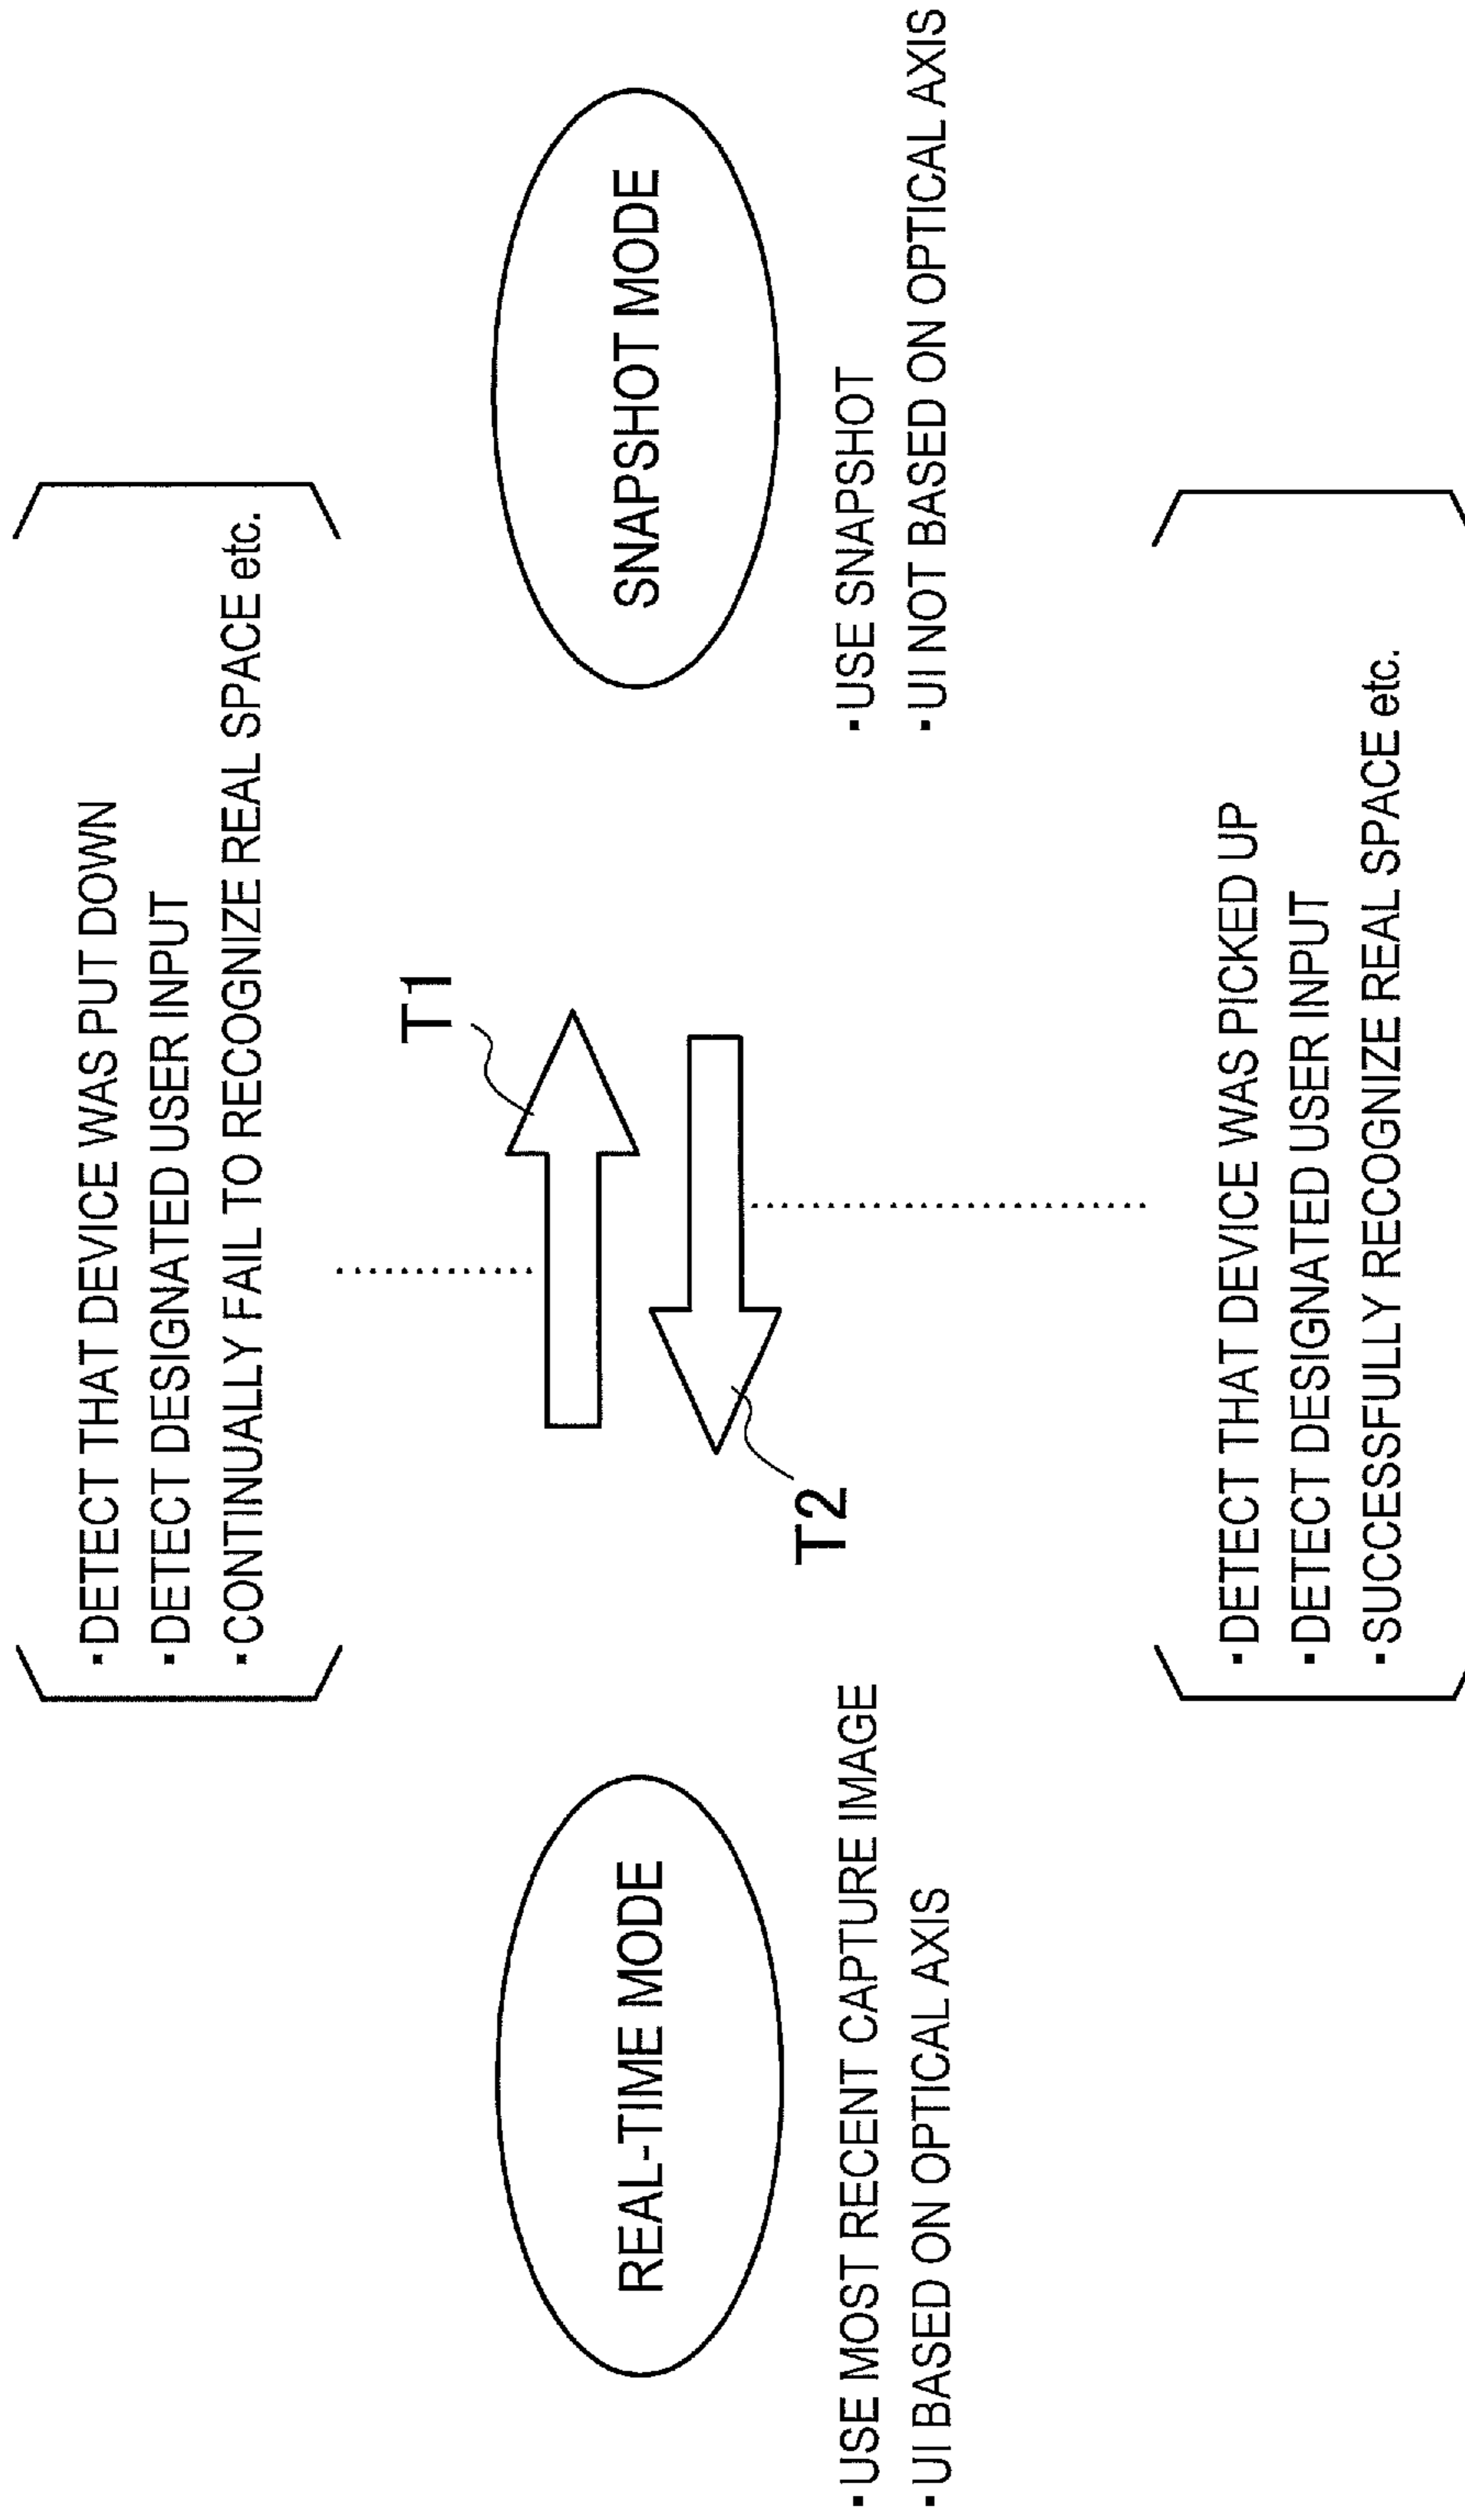 ・DETECT THAT DEVICE WAS PUT DOWN
・DETECT DESIGNATED USER INPUT
・CONTINUALLY FAIL TO RECOGNIZE REAL SPACE etc.
T1
REAL-TIME MODE
SNAPSHOT MODE
T2
・USE MOST RECENT CAPTURE IMAGE
・UI BASED ON OPTICAL AXIS
・USE SNAPSHOT
・UI NOT BASED ON OPTICAL AXIS
・DETECT THAT DEVICE WAS PICKED UP
・DETECT DESIGNATED USER INPUT
・SUCCESSFULLY RECOGNIZE REAL SPACE etc.